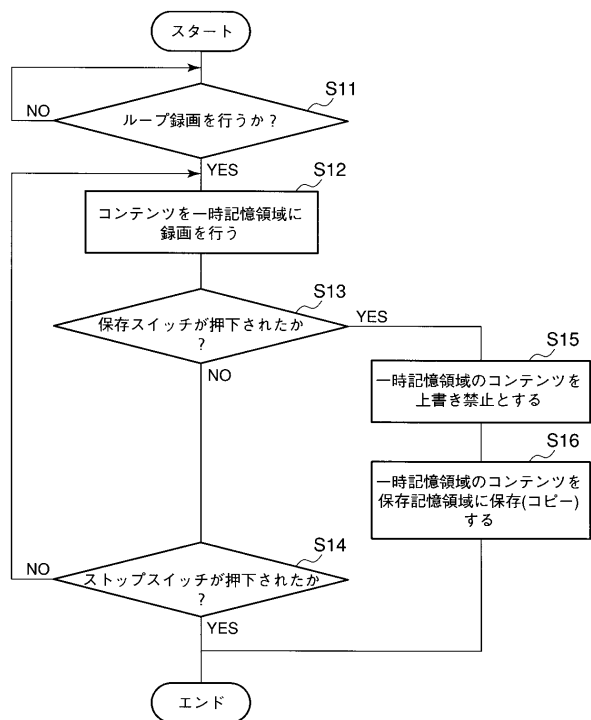 スタート
S11
NO
ループ録画を行うか?
YES
S12
コンテンツを一時記憶領域に
録画を行う
S13
保存スイッチが押下されたか
?
YES
NO
S15
一時記憶領域のコンテンツを
上書き禁止とする
S16
一時記憶領域のコンテンツを
保存記憶領域に保存(コピー)
する
S14
NO
ストップスイッチが押下されたか
?
YES
エンド